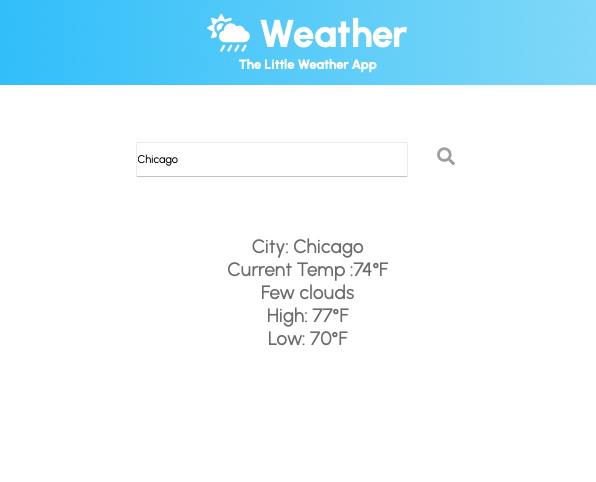 Weather
The Little Weather App
Chicago
City: Chicago
Current Temp :74°F
Few clouds
High: 77°F
Low: 70°F